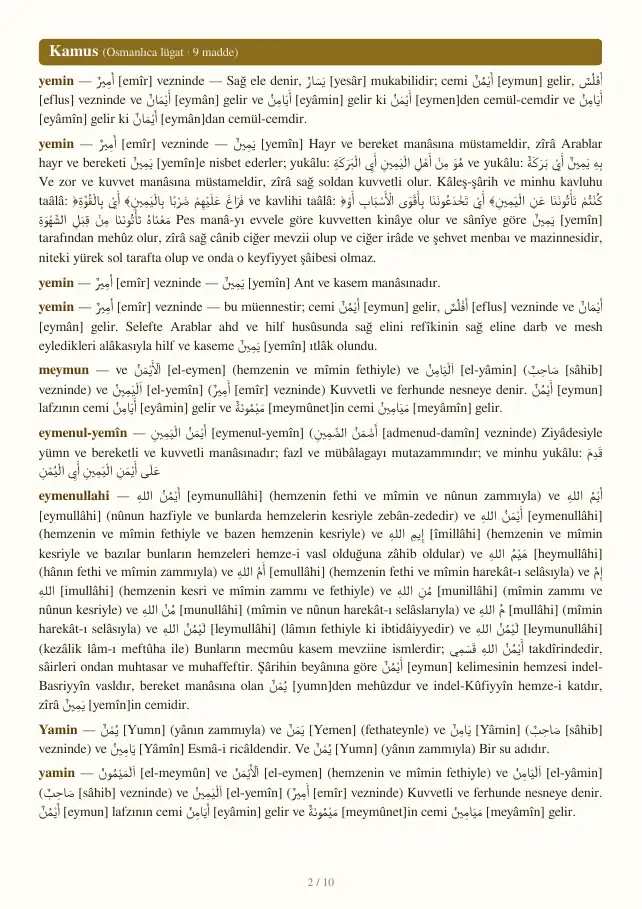 Kamus (Osmanlıca lügat · 9 madde)
yemin — أَمِيرٌ [emîr] vezninde — Sağ ele denir, يَسَارٌ [yesâr] mukabilidir; cemi أَيْمُنٌ [eymun] gelir, أَفْلُسٌ
[eflus] vezninde ve أَيْمَانٌ [eymân] gelir ve أَيَامِنُ [eyâmin] gelir ki أَيْمَنُ [eymen]den cemül-cemdir ve أَيَامِينُ
[eyâmîn] gelir ki أَيْمَانٌ [eymân]dan cemül-cemdir.
yemin — أَمِيرٌ [emîr] vezninde — يَمِينٌ [yemîn] Hayr ve bereket manâsına müstameldir, zîrâ Arablar
hayr ve bereketi يَمِينٌ [yemîn]e nisbet ederler; yukâlu: هُوَ مِنْ أَهْلِ الْيَمِينِ أَيِ الْبَرَكَةِ ve yukâlu: بِهِ يَمِينٌ أَيْ بَرَكَةٌ
Ve zor ve kuvvet manâsına müstameldir, zîrâ sağ soldan kuvvetli olur. Kâleş-şârih ve minhu kavluhu
taâlâ: ﴿كُنْتُمْ تَأْتُونَنَا عَنِ الْيَمِينِ﴾ أَيْ تَخْدَعُونَنَا بِأَقْوَى الْأَسْبَابِ أَوْ ve kavlihi taâlâ: ﴿فَرَاغَ عَلَيْهِمْ ضَرْبًا بِالْيَمِينِ﴾ أَيْ بِالْقُوَّةِ
مَعْنَاهُ تَأْتُونَنَا مِنْ قِبَلِ الشَّهْوَةِ Pes manâ-yı evvele göre kuvvetten kinâye olur ve sânîye göre يَمِينٌ [yemîn]
tarafından mehûz olur, zîrâ sağ cânib ciğer mevzii olup ve ciğer irâde ve şehvet menbaı ve mazinnesidir,
niteki yürek sol tarafta olup ve onda o keyfiyyet şâibesi olmaz.
yemin — أَمِيرٌ [emîr] vezninde — يَمِينٌ [yemîn] Ant ve kasem manâsınadır.
yemin — أَمِيرٌ [emîr] vezninde — bu müennestir; cemi أَيْمُنٌ [eymun] gelir, أَفْلُسٌ [eflus] vezninde ve أَيْمَانٌ
[eymân] gelir. Selefte Arablar ahd ve hilf husûsunda sağ elini refîkinin sağ eline darb ve mesh
eyledikleri alâkasıyla hilf ve kaseme يَمِينٌ [yemîn] ıtlâk olundu.
meymun — ve اَلْأَيْمَنُ [el-eymen] (hemzenin ve mîmin fethiyle) ve اَلْيَامِنُ [el-yâmin] (صَاحِبٌ [sâhib]
vezninde) ve اَلْيَمِينُ [el-yemîn] (أَمِيرٌ [emîr] vezninde) Kuvvetli ve ferhunde nesneye denir. أَيْمُنٌ [eymun]
lafzının cemi أَيَامِنُ [eyâmin] gelir ve مَيْمُونَةٌ [meymûnet]in cemi مَيَامِينُ [meyâmîn] gelir.
eymenul-yemîn — أَيْمَنُ الْيَمِينِ [eymenul-yemîn] (أَضْمَنُ الضَّمِينِ [admenud-damîn] vezninde) Ziyâdesiyle
yümn ve bereketli ve kuvvetli manâsınadır; fazl ve mübâlagayı mutazammındır; ve minhu yukâlu: قَدِمَ
عَلَى أَيْمَنِ الْيَمِينِ أَيِ الْيُمْنِ
eymenullahi — أَيْمُنُ اللهِ [eymunullâhi] (hemzenin fethi ve mîmin ve nûnun zammıyla) ve أَيْمُ اللهِ
[eymullâhi] (nûnun hazfiyle ve bunlarda hemzelerin kesriyle zebân-zededir) ve أَيْمَنُ اللهِ [eymenullâhi]
(hemzenin ve mîmin fethiyle ve bazen hemzenin kesriyle) ve إِيمِ اللهِ [îmillâhi] (hemzenin ve mîmin
kesriyle ve bazılar bunların hemzeleri hemze-i vasl olduğuna zâhib oldular) ve هَيْمُ اللهِ [heymullâhi]
(hânın fethi ve mîmin zammıyla) ve أَمُ اللهِ [emullâhi] (hemzenin fethi ve mîmin harekât-ı selâsıyla) ve إِمُ
اللهِ [imullâhi] (hemzenin kesri ve mîmin zammı ve fethiyle) ve مُنِ اللهِ [munillâhi] (mîmin zammı ve
nûnun kesriyle) ve مُنُ اللهِ [munullâhi] (mîmin ve nûnun harekât-ı selâslarıyla) ve مُ اللهِ [mullâhi] (mîmin
harekât-ı selâsıyla) ve لَيْمُ اللهِ [leymullâhi] (lâmın fethiyle ki ibtidâiyyedir) ve لَيْمُنُ اللهِ [leymunullâhi]
(kezâlik lâm-ı meftûha ile) Bunların mecmûu kasem mevziine ismlerdir; أَيْمُنُ اللهِ قَسَمِي takdîrindedir,
sâirleri ondan muhtasar ve muhaffeftir. Şârihin beyânına göre أَيْمُنٌ [eymun] kelimesinin hemzesi indel-
Basriyyîn vasldır, bereket manâsına olan يُمْنٌ [yumn]den mehûzdur ve indel-Kûfiyyîn hemze-i katdır,
zîrâ يَمِينٌ [yemîn]in cemidir.
Yamin — يُمْنٌ [Yumn] (yânın zammıyla) ve يَمَنٌ [Yemen] (fethateynle) ve يَامِنٌ [Yâmin] (صَاحِبٌ [sâhib]
vezninde) ve يَامِينُ [Yâmîn] Esmâ-i ricâldendir. Ve يُمْنٌ [Yumn] (yânın zammıyla) Bir su adıdır.
yamin — اَلْمَيْمُونُ [el-meymûn] ve اَلْأَيْمَنُ [el-eymen] (hemzenin ve mîmin fethiyle) ve اَلْيَامِنُ [el-yâmin]
(صَاحِبٌ [sâhib] vezninde) ve اَلْيَمِينُ [el-yemîn] (أَمِيرٌ [emîr] vezninde) Kuvvetli ve ferhunde nesneye denir.
أَيْمُنٌ [eymun] lafzının cemi أَيَامِنُ [eyâmin] gelir ve مَيْمُونَةٌ [meymûnet]in cemi مَيَامِينُ [meyâmîn] gelir.
2 / 10